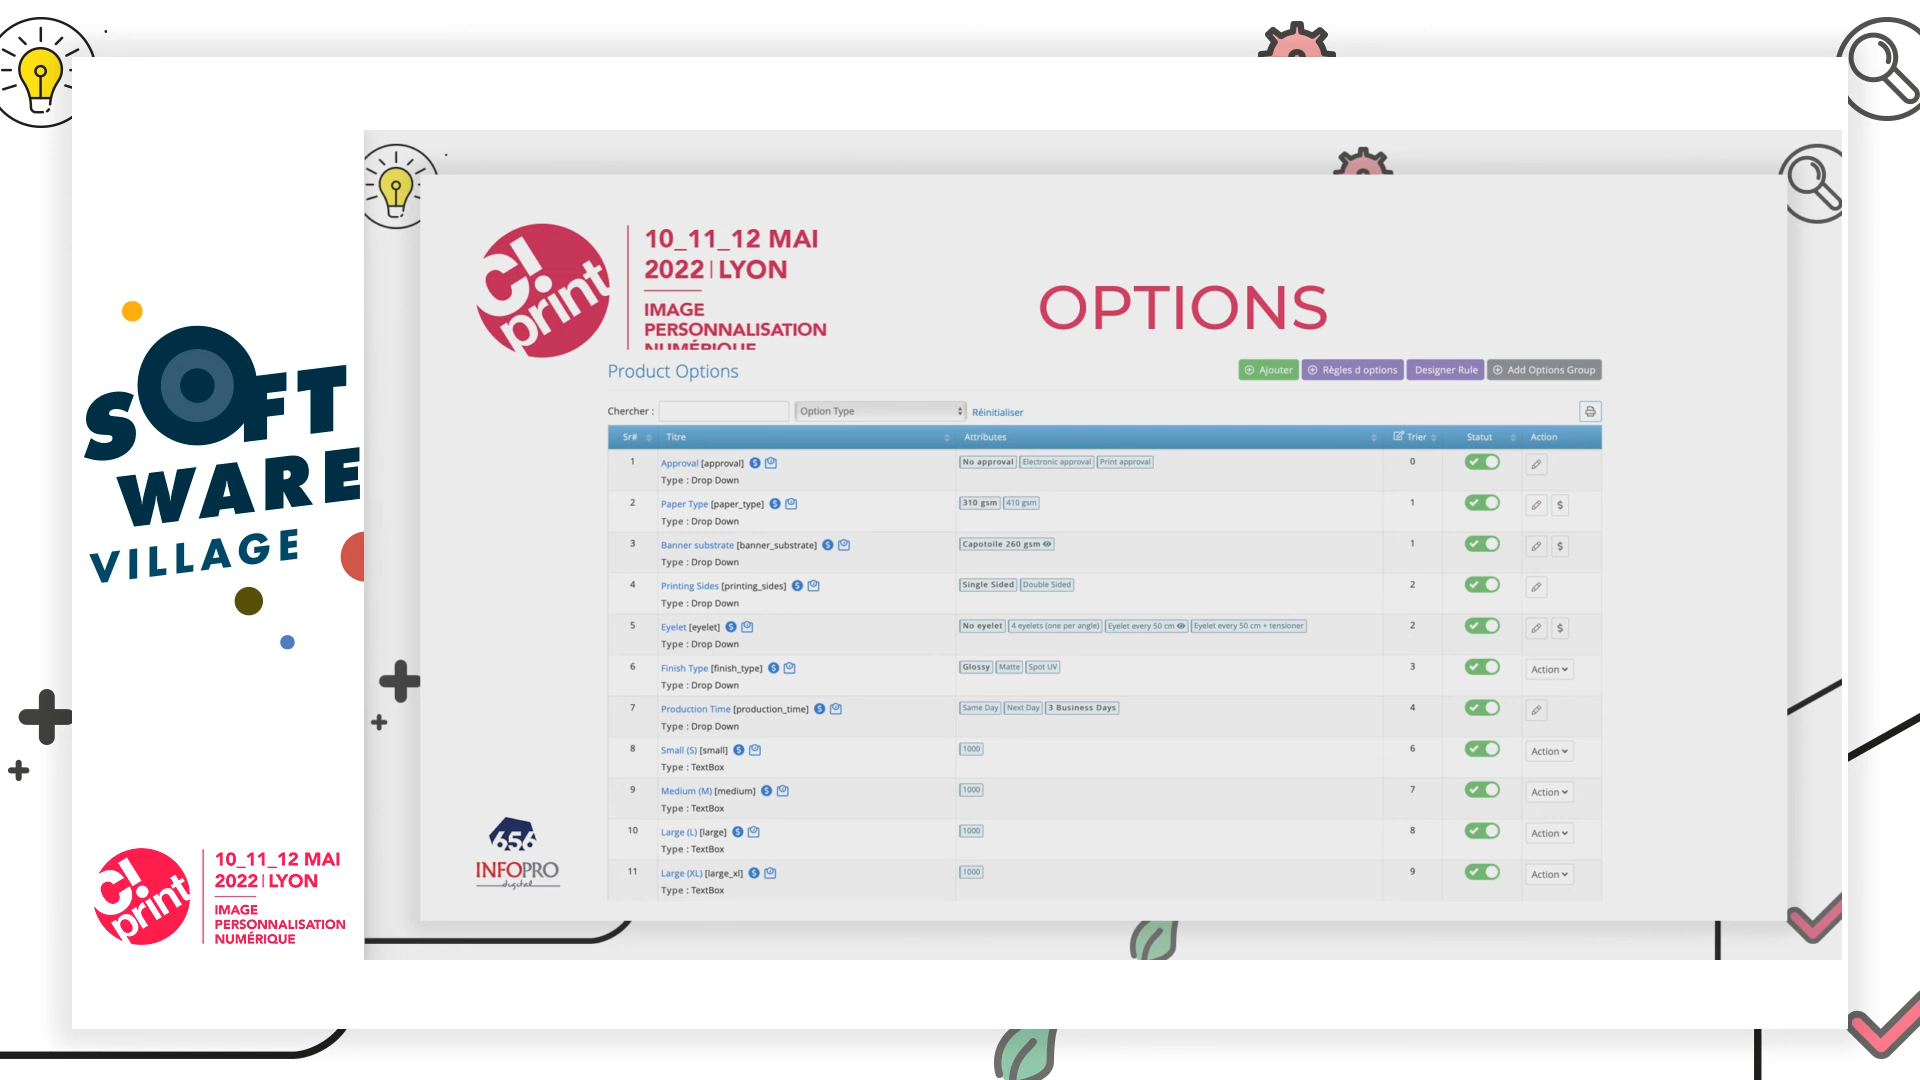 SOFT
WARE
VILLAGE
C!print
10_11_12 MAI
2022 | LYON
IMAGE
PERSONNALISATION
NUMÉRIQUE
C!print
10_11_12 MAI
2022 | LYON
IMAGE
PERSONNALISATION
NUMÉRIQUE
OPTIONS
Product Options
Ajouter Règles d options Designer Rule Add Options Group
Chercher : Option Type Réinitialiser
Sr# Titre Attributes Trier Statut Action
1 Approval [approval] No approval Electronic approval Print approval 0
Type : Drop Down
2 Paper Type [paper_type] 310 gsm 410 gsm 1 $
Type : Drop Down
3 Banner substrate [banner_substrate] Capotoile 260 gsm 1 $
Type : Drop Down
4 Printing Sides [printing_sides] Single Sided Double Sided 2
Type : Drop Down
5 Eyelet [eyelet] No eyelet 4 eyelets (one per angle) Eyelet every 50 cm Eyelet every 50 cm + tensioner 2 $
Type : Drop Down
6 Finish Type [finish_type] Glossy Matte Spot UV 3 Action
Type : Drop Down
7 Production Time [production_time] Same Day Next Day 3 Business Days 4
Type : Drop Down
8 Small (S) [small] 1000 6 Action
Type : TextBox
9 Medium (M) [medium] 1000 7 Action
Type : TextBox
10 Large (L) [large] 1000 8 Action
Type : TextBox
11 Large (XL) [large_xl] 1000 9 Action
Type : TextBox
656
INFOPRO
digital